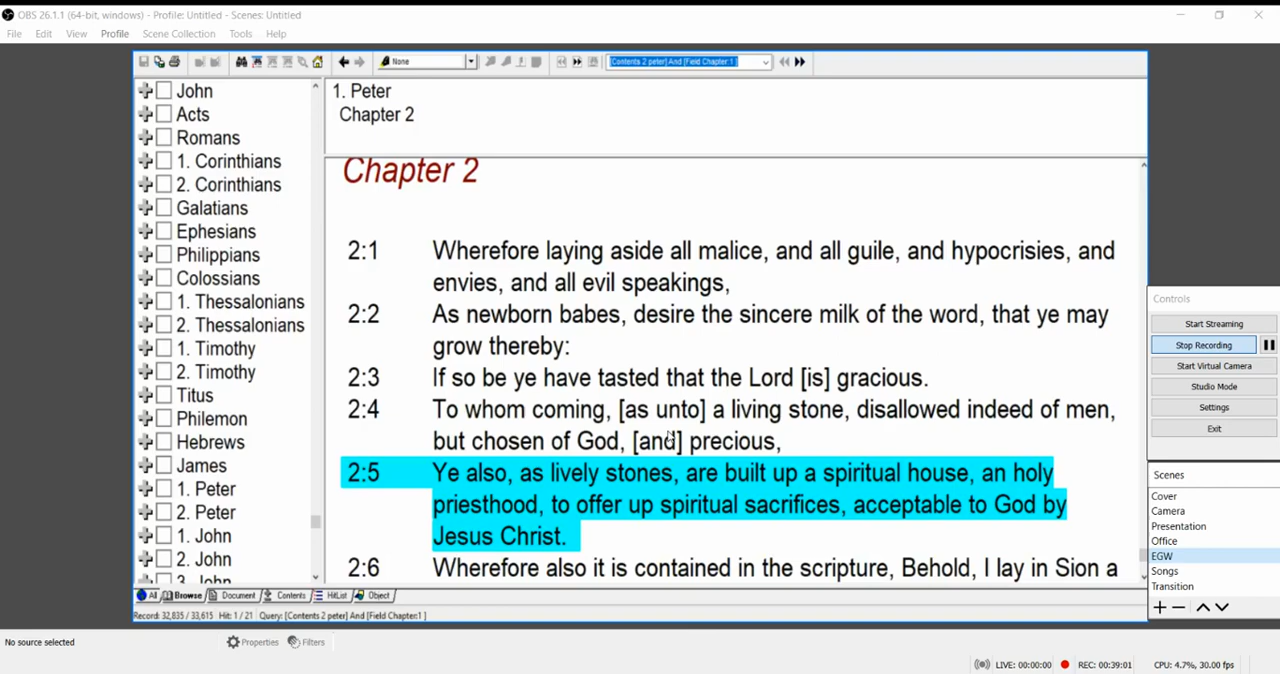 OBS 26.1.1 (64-bit, windows) - Profile: Untitled - Scenes: Untitled
File Edit View Profile Scene Collection Tools Help
None
[Contents 2 peter] And [Field Chapter:1 ]
John
Acts
Romans
1. Corinthians
2. Corinthians
Galatians
Ephesians
Philippians
Colossians
1. Thessalonians
2. Thessalonians
1. Timothy
2. Timothy
Titus
Philemon
Hebrews
James
1. Peter
2. Peter
1. John
2. John
3. John
1. Peter
Chapter 2
Chapter 2
2:1 Wherefore laying aside all malice, and all guile, and hypocrisies, and
envies, and all evil speakings,
2:2 As newborn babes, desire the sincere milk of the word, that ye may
grow thereby:
2:3 If so be ye have tasted that the Lord [is] gracious.
2:4 To whom coming, [as unto] a living stone, disallowed indeed of men,
but chosen of God, [and] precious,
2:5 Ye also, as lively stones, are built up a spiritual house, an holy
priesthood, to offer up spiritual sacrifices, acceptable to God by
Jesus Christ.
2:6 Wherefore also it is contained in the scripture, Behold, I lay in Sion a
All Browse Document Contents HitList Object
Record: 32,835 / 33,615 Hit: 1 / 21 Query: [Contents 2 peter] And [Field Chapter:1 ]
Controls
Start Streaming
Stop Recording
Start Virtual Camera
Studio Mode
Settings
Exit
Scenes
Cover
Camera
Presentation
Office
EGW
Songs
Transition
No source selected Properties Filters
LIVE: 00:00:00 REC: 00:39:01 CPU: 4.7%, 30.00 fps